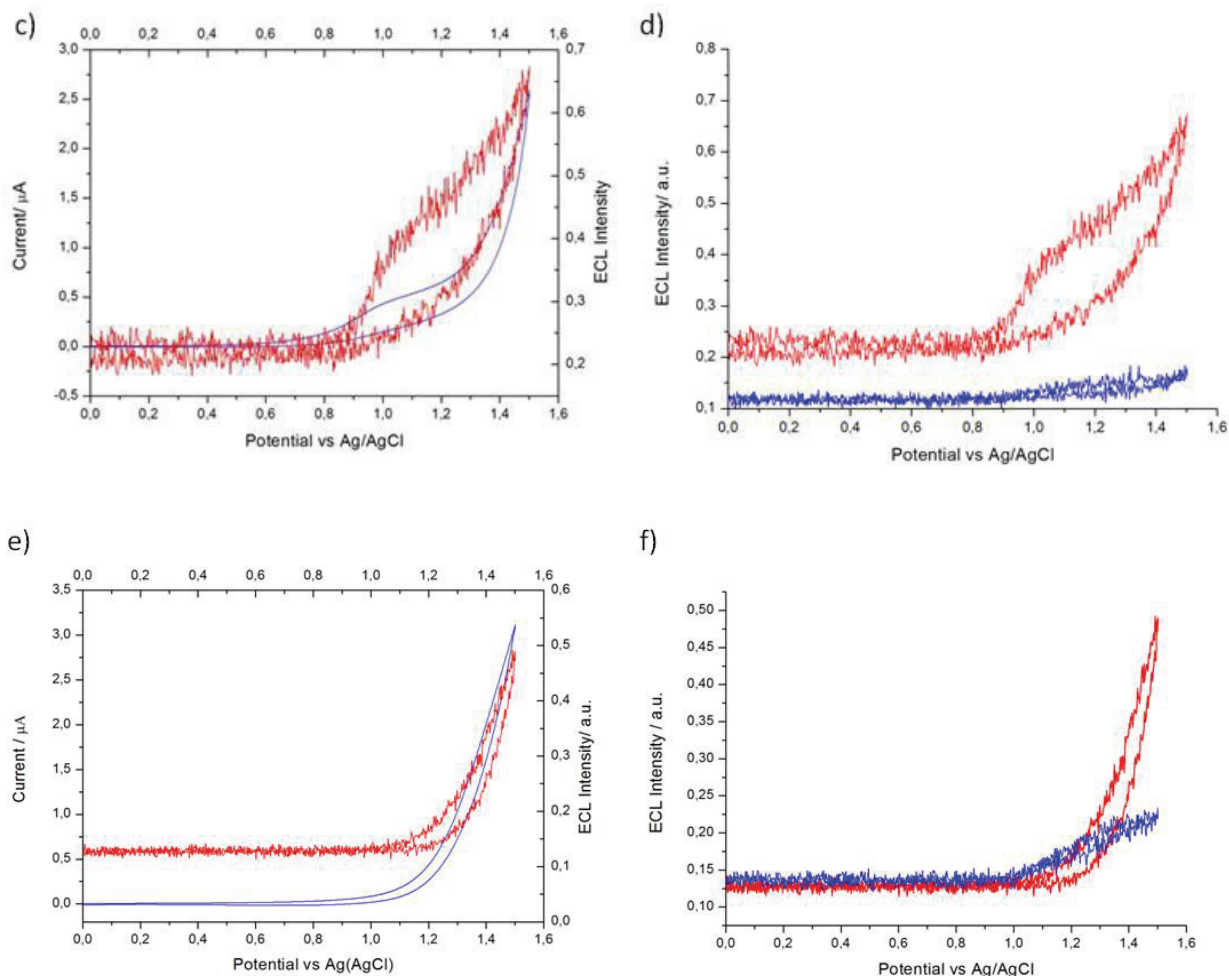 c)
0,0 0,2 0,4 0,6 0,8 1,0 1,2 1,4 1,6
3,0
2,5
2,0
1,5
1,0
0,5
0,0
-0,5
Current/ µA
0,7
0,6
0,5
0,4
0,3
0,2
ECL Intensity
0,0 0,2 0,4 0,6 0,8 1,0 1,2 1,4 1,6
Potential vs Ag/AgCl
d)
0,8
0,7
0,6
0,5
0,4
0,3
0,2
0,1
ECL Intensity/ a.u.
0,0 0,2 0,4 0,6 0,8 1,0 1,2 1,4 1,6
Potential vs Ag/AgCl
e)
0,0 0,2 0,4 0,6 0,8 1,0 1,2 1,4 1,6
3,5
3,0
2,5
2,0
1,5
1,0
0,5
0,0
Current / µA
0,6
0,5
0,4
0,3
0,2
0,1
0,0
ECL Intensity/ a.u.
0,0 0,2 0,4 0,6 0,8 1,0 1,2 1,4 1,6
Potential vs Ag(AgCl)
f)
0,50
0,45
0,40
0,35
0,30
0,25
0,20
0,15
0,10
ECL Intensity / a.u.
0,0 0,2 0,4 0,6 0,8 1,0 1,2 1,4 1,6
Potential vs Ag/AgCl